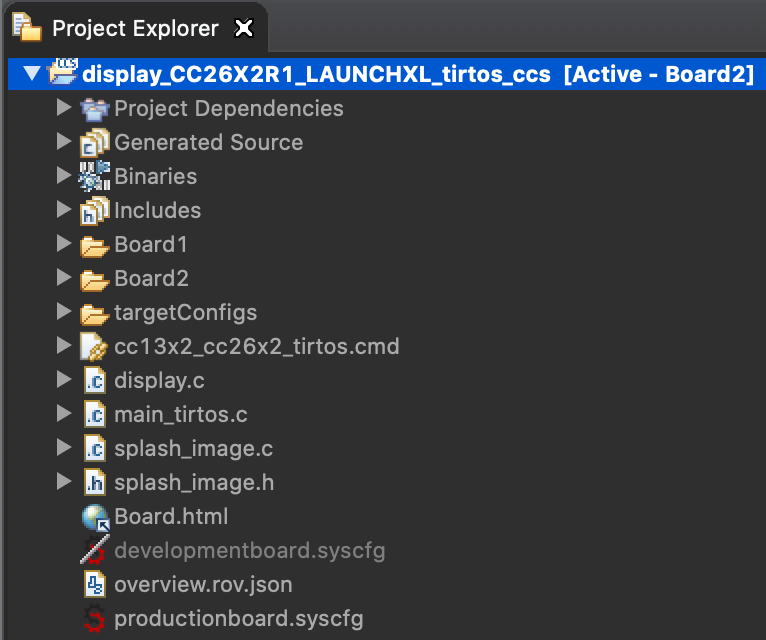 Project Explorer
display_CC26X2R1_LAUNCHXL_tirtos_ccs [Active - Board2]
Project Dependencies
Generated Source
Binaries
Includes
Board1
Board2
targetConfigs
cc13x2_cc26x2_tirtos.cmd
display.c
main_tirtos.c
splash_image.c
splash_image.h
Board.html
developmentboard.syscfg
overview.rov.json
productionboard.syscfg